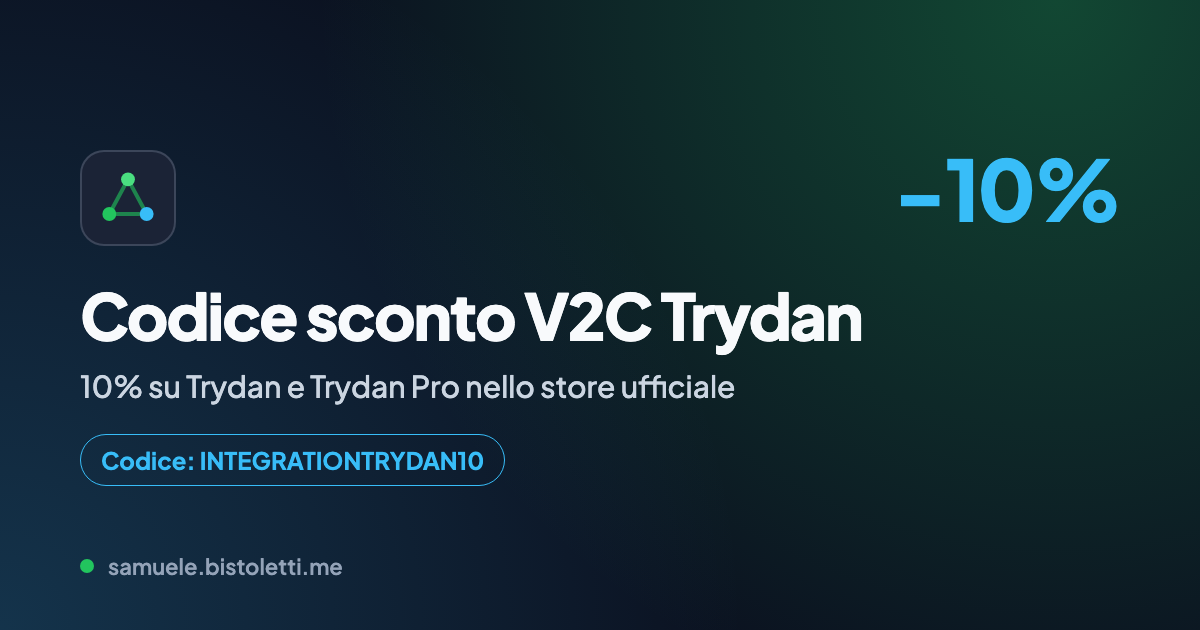 -10%
Codice sconto V2C Trydan
10% su Trydan e Trydan Pro nello store ufficiale
Codice: INTEGRATIONTRYDAN10
samuele.bistoletti.me